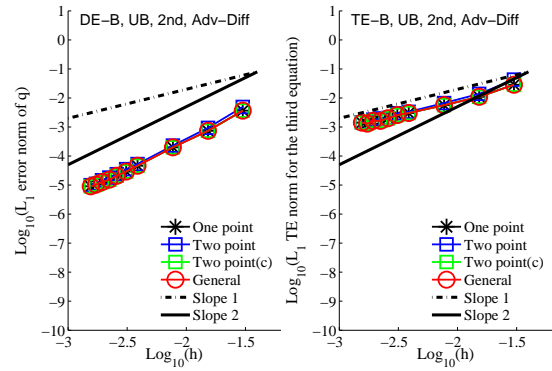 DE−B, UB, 2nd, Adv−Diff
1
0
−1
−2
−3
−4
−5
−6
−7
−8
−9
−10
Log10(L1 error norm of q)
One point
Two point
Two point(c)
General
Slope 1
Slope 2
−3 −2.5 −2 −1.5
Log10(h)
TE−B, UB, 2nd, Adv−Diff
1
0
−1
−2
−3
−4
−5
−6
−7
−8
−9
−10
Log10(L1 TE norm for the third equation)
One point
Two point
Two point(c)
General
Slope 1
Slope 2
−3 −2.5 −2 −1.5
Log10(h)